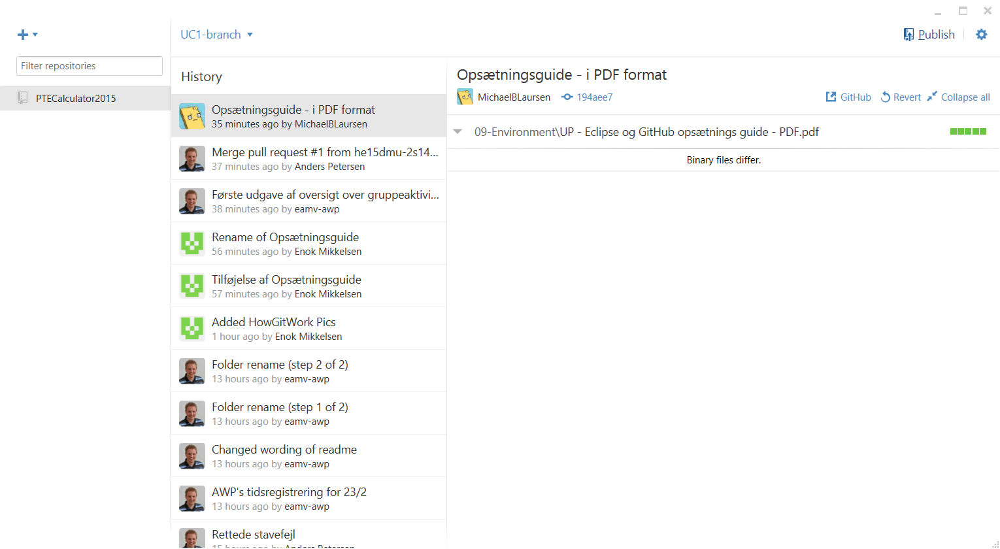 UC1-branch
Publish
Filter repositories
PTECalculator2015
History
Opsætningsguide - i PDF format
35 minutes ago by MichaelBLaursen
Merge pull request #1 from he15dmu-2s14...
37 minutes ago by Anders Petersen
Første udgave af oversigt over gruppeaktivi...
38 minutes ago by eamv-awp
Rename of Opsætningsguide
56 minutes ago by Enok Mikkelsen
Tilføjelse af Opsætningsguide
57 minutes ago by Enok Mikkelsen
Added HowGitWork Pics
1 hour ago by Enok Mikkelsen
Folder rename (step 2 of 2)
13 hours ago by eamv-awp
Folder rename (step 1 of 2)
13 hours ago by eamv-awp
Changed wording of readme
13 hours ago by eamv-awp
AWP's tidsregistrering for 23/2
13 hours ago by eamv-awp
Rettede stavefejl
15 hours ago by Anders Petersen
Opsætningsguide - i PDF format
MichaelBLaursen 194aee7 GitHub Revert Collapse all
09-Environment\UP - Eclipse og GitHub opsætnings guide - PDF.pdf
Binary files differ.